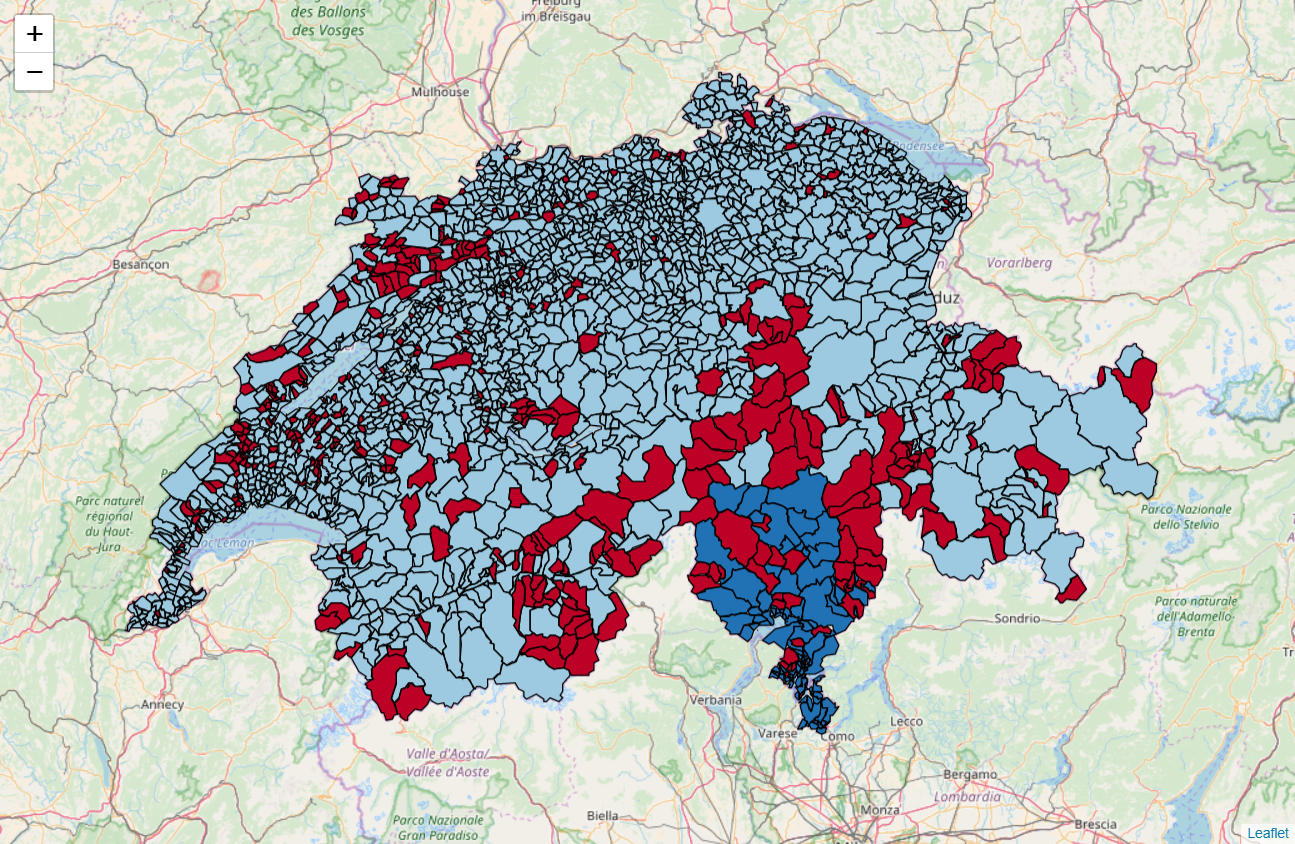 +
−
des Ballons
des Vosges
Freiburg
im Breisgau
Mulhouse
Bodensee
Besançon
Vorarlberg
duz
Parc naturel
régional
du Haut-
Jura
Lac Léman
Parco Nazionale
dello Stelvio
Sondrio
Parco naturale
dell'Adamello-
Brenta
Annecy
Verbania
Varese
Como
Lecco
Valle d'Aosta/
Vallée d'Aoste
Bergamo
Lombardia
Biella
Monza
Brescia
Parco Nazionale
Gran Paradiso
Leaflet